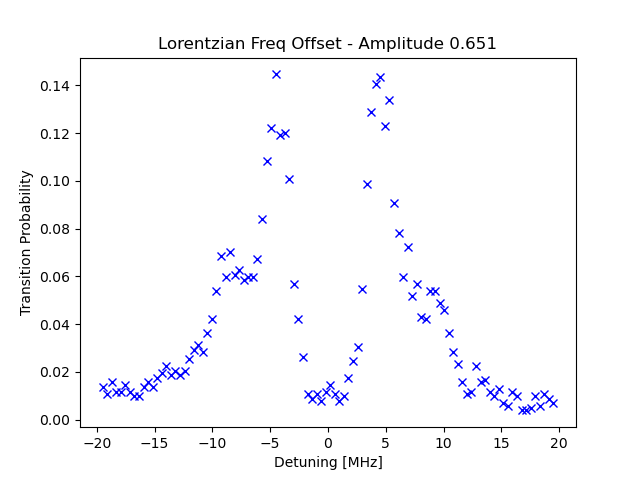 Lorentzian Freq Offset - Amplitude 0.651
Transition Probability
0.14
0.12
0.10
0.08
0.06
0.04
0.02
0.00
−20 −15 −10 −5 0 5 10 15 20
Detuning [MHz]